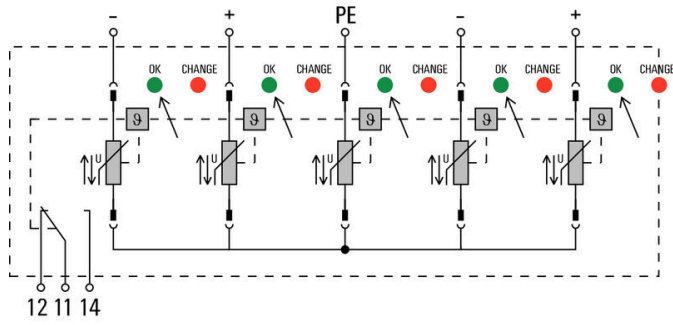 - + PE - +
OK CHANGE OK CHANGE OK CHANGE OK CHANGE OK CHANGE
ϑ ϑ ϑ ϑ ϑ
U U U U U
12 11 14